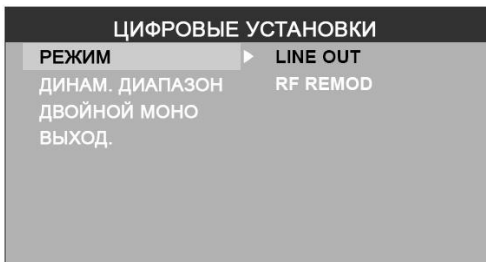 ЦИФРОВЫЕ УСТАНОВКИ
РЕЖИМ LINE OUT
ДИНАМ. ДИАПАЗОН RF REMOD
ДВОЙНОЙ МОНО
ВЫХОД.